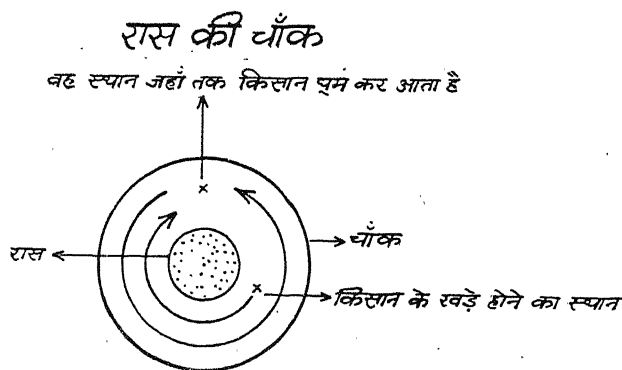 रास की चाँक
वह स्थान जहाँ तक किसान घूम कर आता है
रास
चाँक
किसान के खड़े होने का स्थान